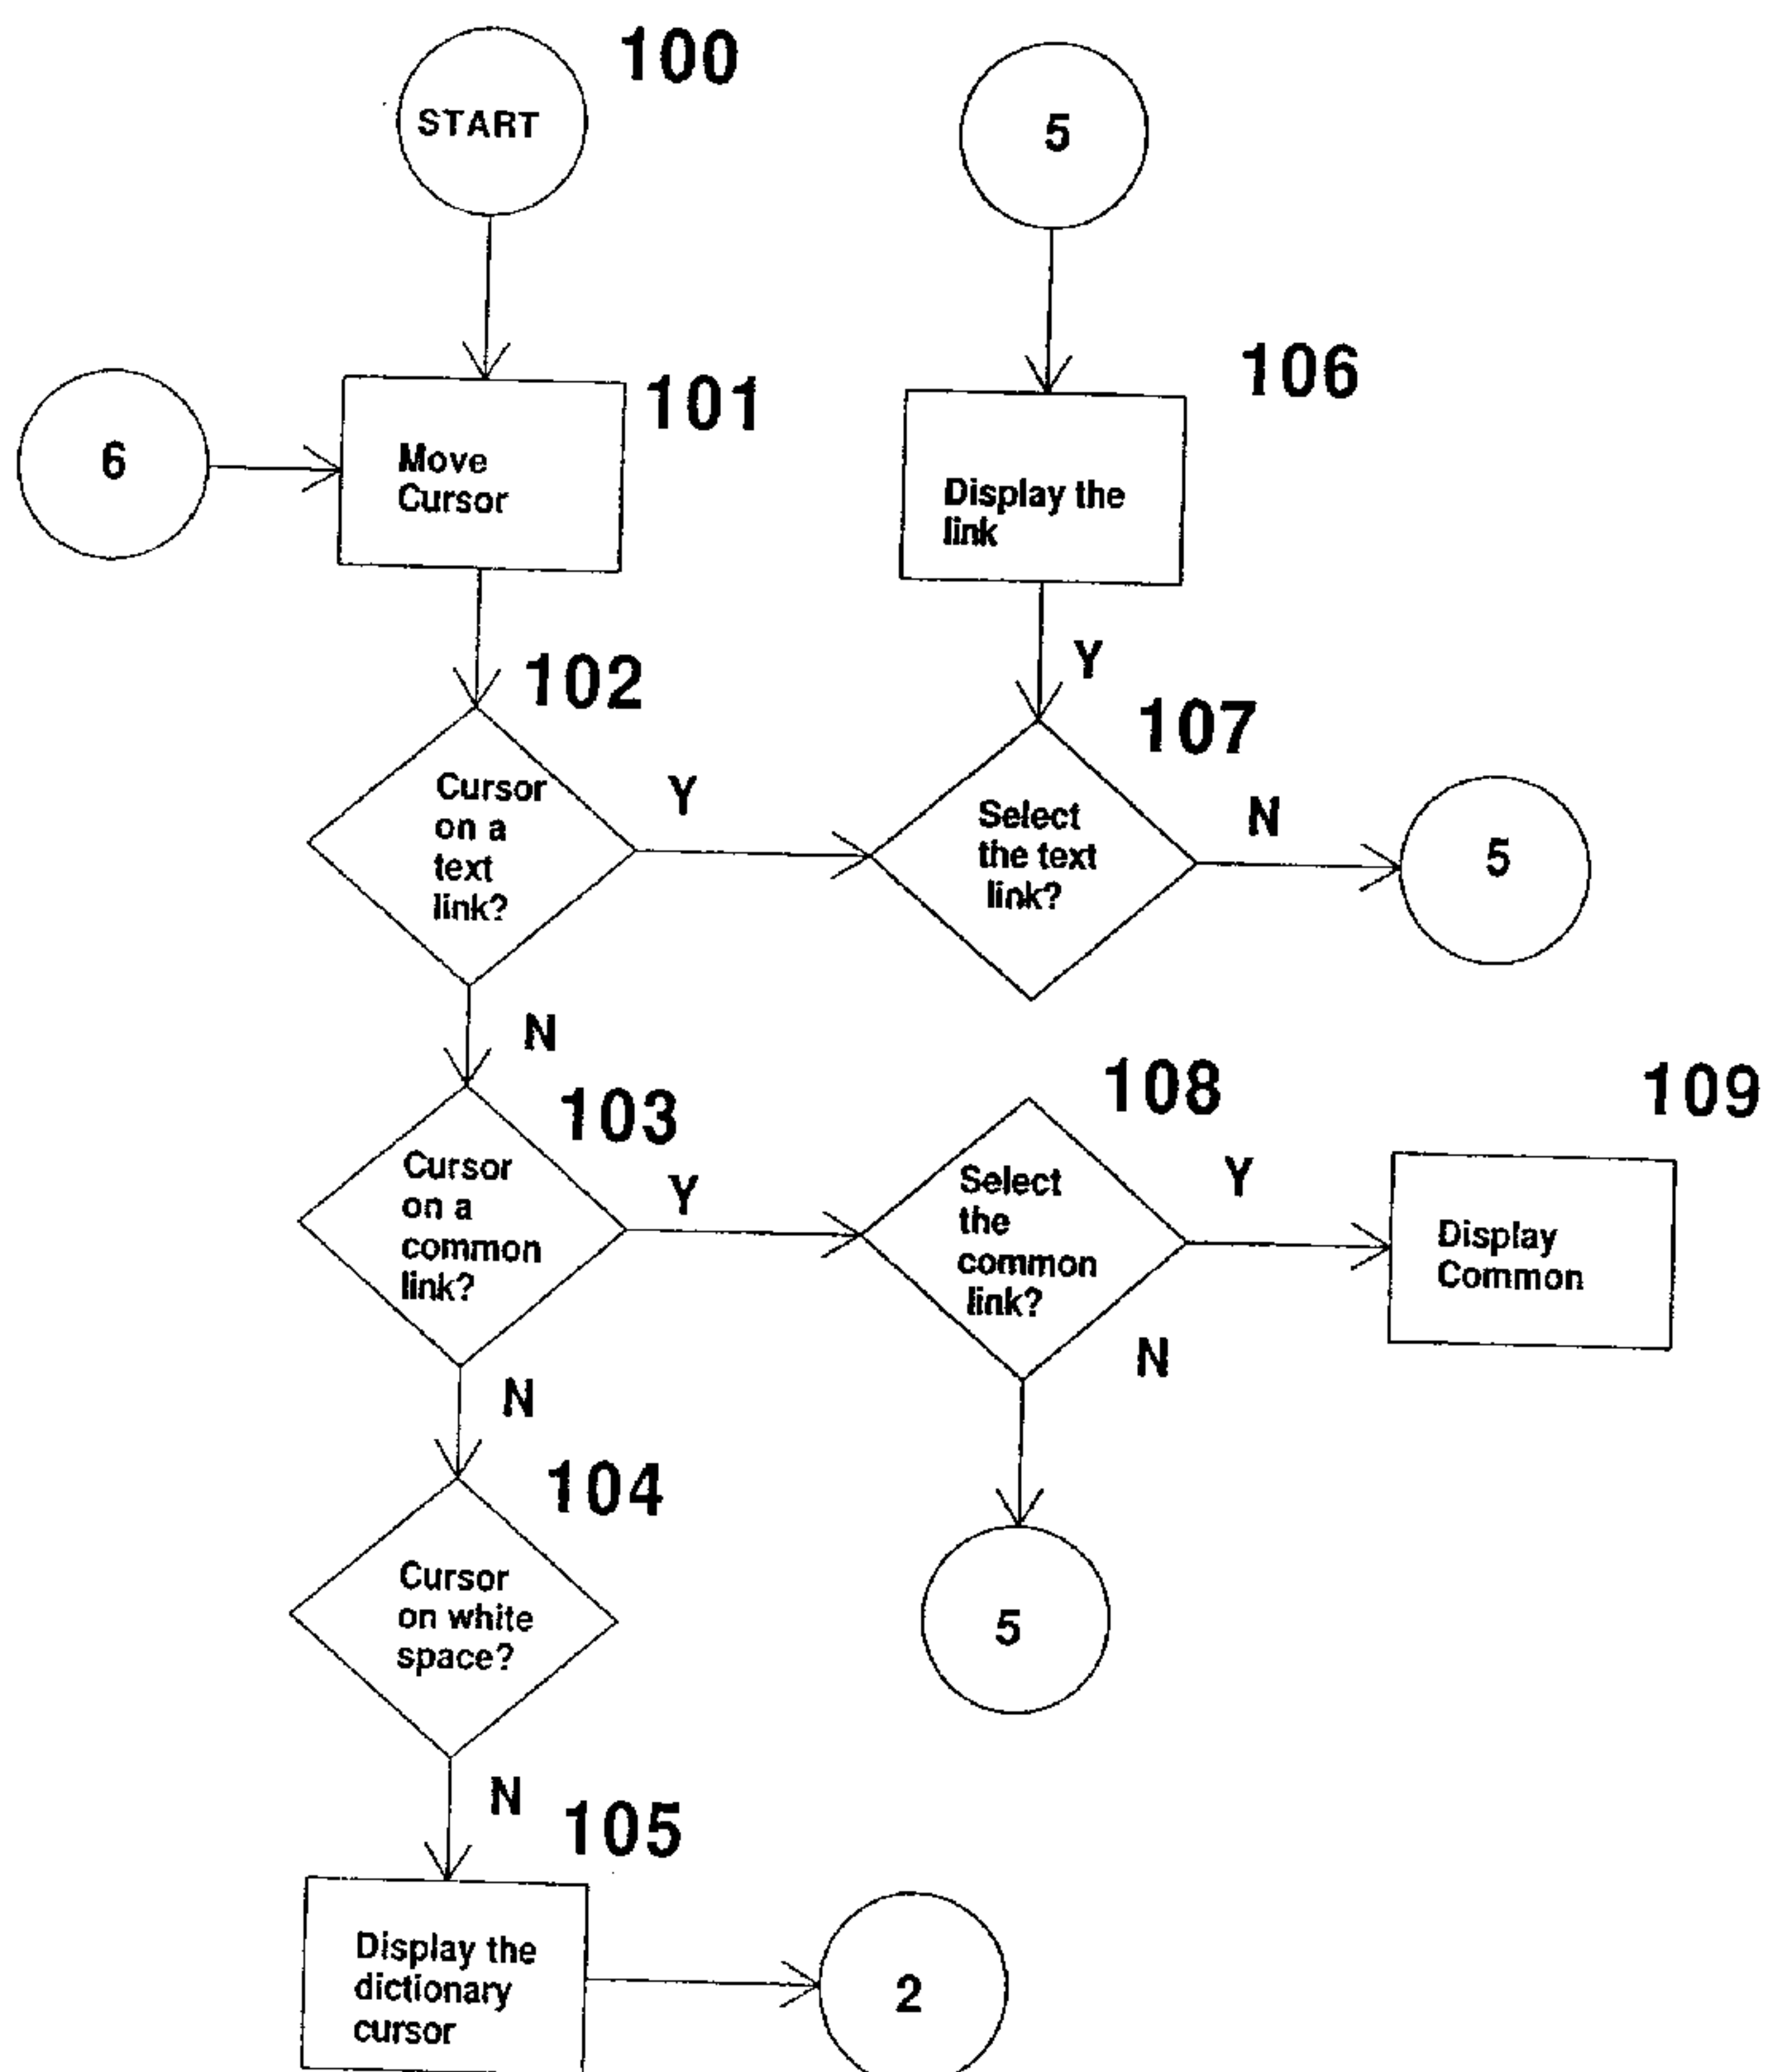 100
START
5
106
101
6
Move
Cursor
Display the
link
Y
102
107
Cursor
on a
text
link?
Y
Select
the text
link?
N
5
N
103
108
109
Cursor
on a
common
link?
Y
Select
the
common
link?
Y
Display
Common
N
N
104
Cursor
on white
space?
5
N
105
Display the
dictionary
cursor
2